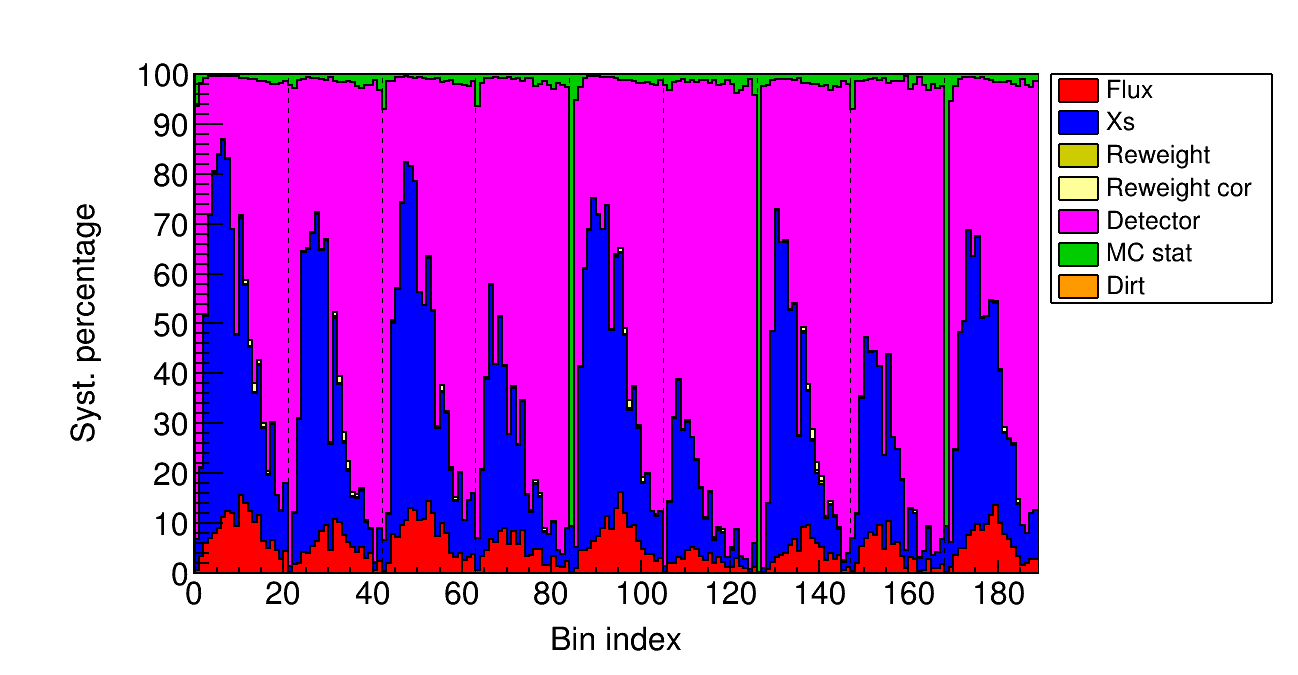 Syst. percentage
100
90
80
70
60
50
40
30
20
10
0
0 20 40 60 80 100 120 140 160 180
Bin index
Flux
Xs
Reweight
Reweight cor
Detector
MC stat
Dirt